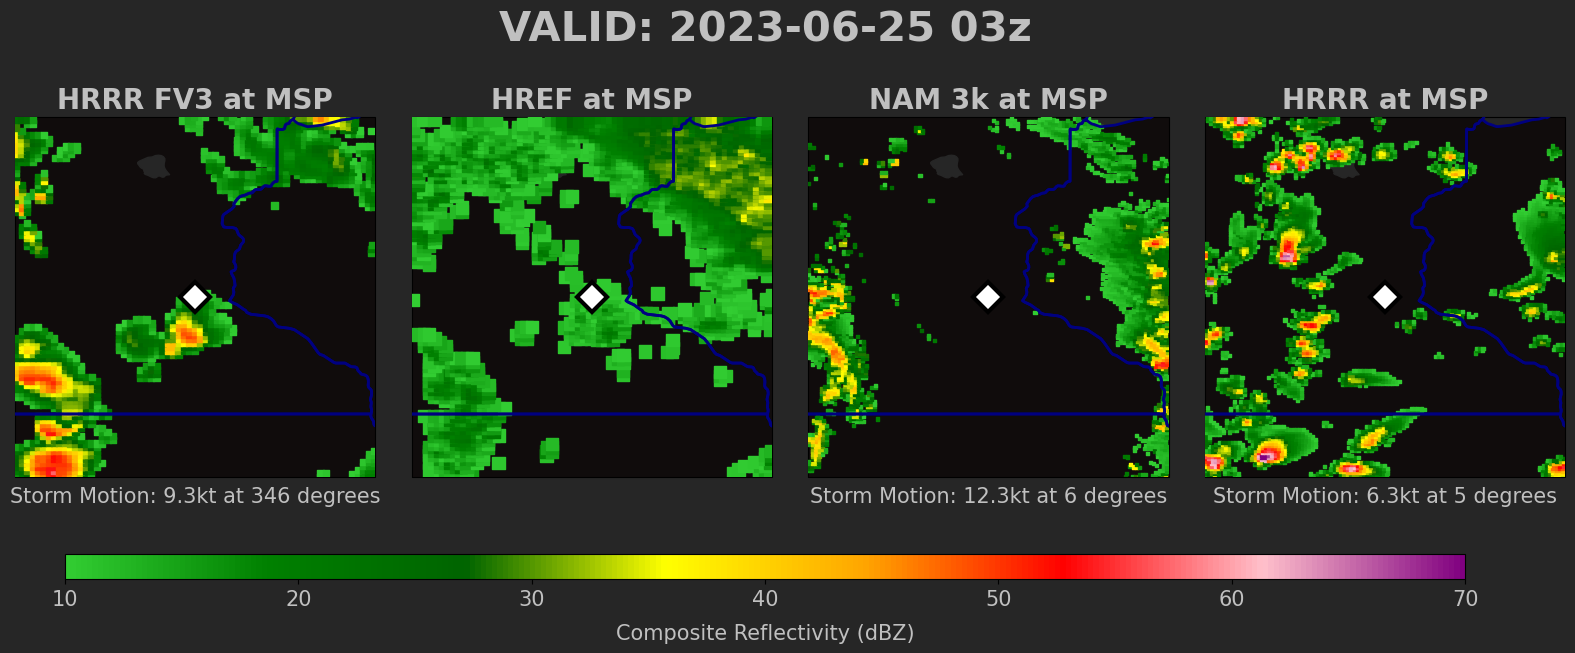 VALID: 2023-06-25 03z
HRRR FV3 at MSP
HREF at MSP
NAM 3k at MSP
HRRR at MSP
Storm Motion: 9.3kt at 346 degrees
Storm Motion: 12.3kt at 6 degrees
Storm Motion: 6.3kt at 5 degrees
10 20 30 40 50 60 70
Composite Reflectivity (dBZ)